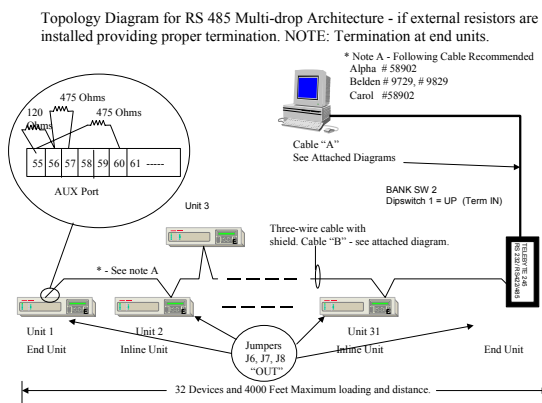 Topology Diagram for RS 485 Multi-drop Architecture - if external resistors are
installed providing proper termination. NOTE: Termination at end units.
* Note A - Following Cable Recommended
Alpha # 58902
Belden # 9729, # 9829
Carol #58902
475 Ohms
120
Ohms
475 Ohms
55 56 57 58 59 60 61 -----
AUX Port
Cable “A”
See Attached Diagrams
BANK SW 2
Dipswitch 1 = UP (Term IN)
Unit 3
Three-wire cable with
shield. Cable “B” - see attached diagram.
TELEBYTE 245
RS 232/RS422/485
* - See note A
Unit 1
End Unit
Unit 2
Inline Unit
Jumpers
J6, J7, J8
“OUT”
Unit 31
Inline Unit
End Unit
32 Devices and 4000 Feet Maximum loading and distance.